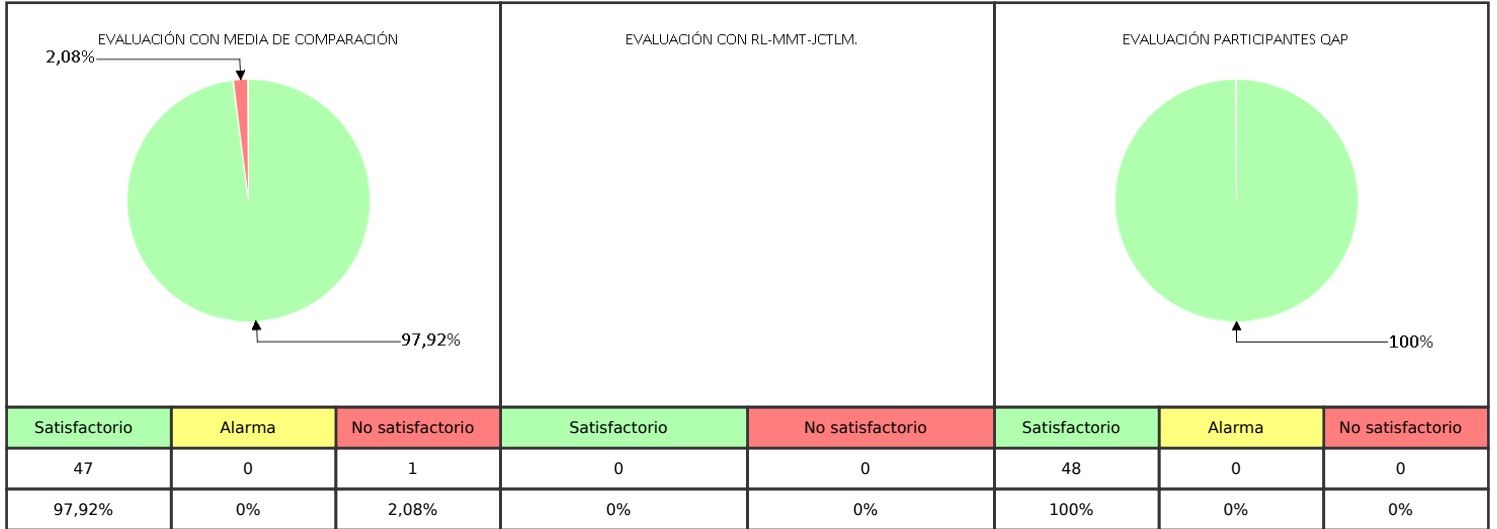 EVALUACIÓN CON MEDIA DE COMPARACIÓN
2,08%
97,92%
EVALUACIÓN CON RL-MMT-JCTLM.
EVALUACIÓN PARTICIPANTES QAP
100%
Satisfactorio Alarma No satisfactorio Satisfactorio No satisfactorio Satisfactorio Alarma No satisfactorio
47 0 1 0 0 48 0 0
97,92% 0% 2,08% 0% 0% 100% 0% 0%